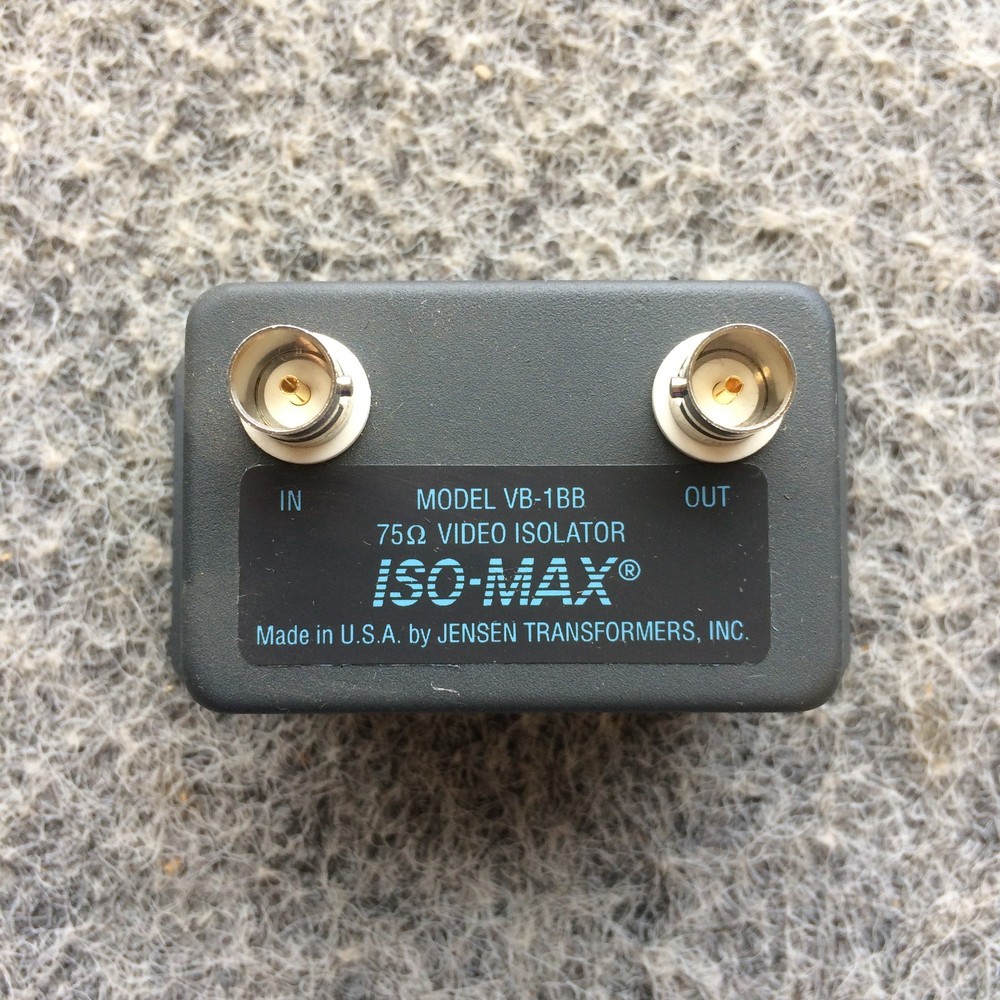 IN MODEL VB-1BB OUT
75Ω VIDEO ISOLATOR
ISO-MAX®
Made in U.S.A. by JENSEN TRANSFORMERS, INC.